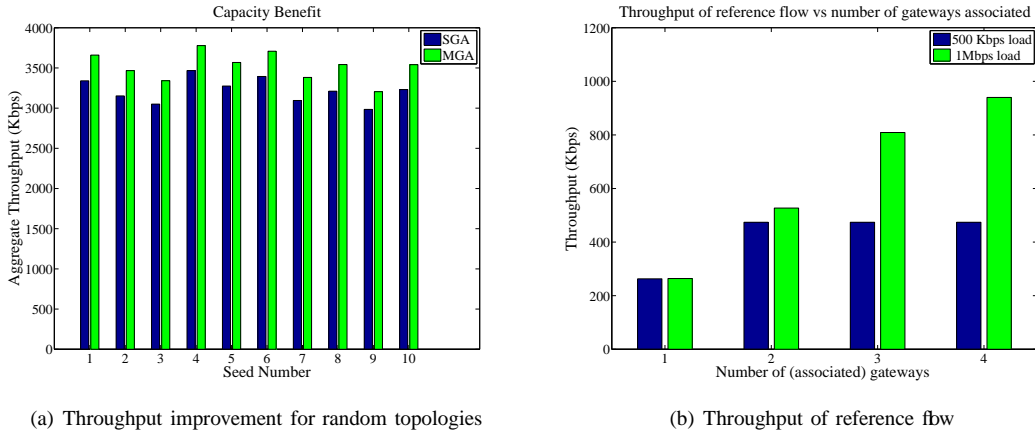 Capacity Benefit
4000
3500
3000
2500
2000
1500
1000
500
0
Aggregate Throughput (Kbps)
SGA
MGA
1 2 3 4 5 6 7 8 9 10
Seed Number
(a) Throughput improvement for random topologies
Throughput of reference flow vs number of gateways associated
1200
1000
800
600
400
200
0
Throughput (Kbps)
500 Kbps load
1Mbps load
1 2 3 4
Number of (associated) gateways
(b) Throughput of reference flow